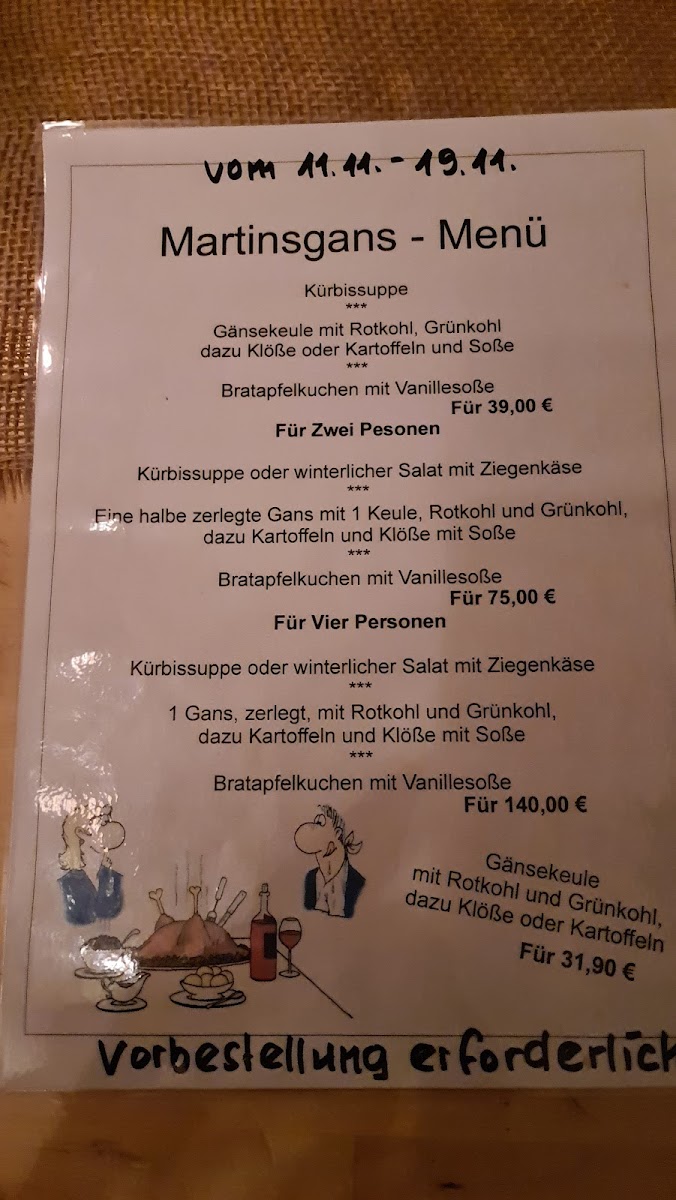 vom 11.11. - 19.11.
Martinsgans - Menü
Kürbissuppe
***
Gänsekeule mit Rotkohl, Grünkohl
dazu Klöße oder Kartoffeln und Soße
***
Bratapfelkuchen mit Vanillesoße
Für 39,00 €
Für Zwei Pesonen
Kürbissuppe oder winterlicher Salat mit Ziegenkäse
***
Eine halbe zerlegte Gans mit 1 Keule, Rotkohl und Grünkohl,
dazu Kartoffeln und Klöße mit Soße
***
Bratapfelkuchen mit Vanillesoße
Für 75,00 €
Für Vier Personen
Kürbissuppe oder winterlicher Salat mit Ziegenkäse
***
1 Gans, zerlegt, mit Rotkohl und Grünkohl,
dazu Kartoffeln und Klöße mit Soße
***
Bratapfelkuchen mit Vanillesoße
Für 140,00 €
Gänsekeule
mit Rotkohl und Grünkohl,
dazu Klöße oder Kartoffeln
Für 31,90 €
Vorbestellung erforderlich